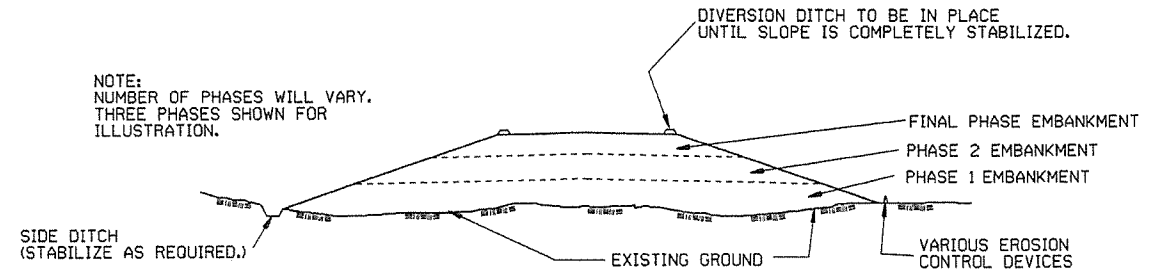 DIVERSION DITCH TO BE IN PLACE
UNTIL SLOPE IS COMPLETELY STABILIZED.
NOTE:
NUMBER OF PHASES WILL VARY.
THREE PHASES SHOWN FOR
ILLUSTRATION.
FINAL PHASE EMBANKMENT
PHASE 2 EMBANKMENT
PHASE 1 EMBANKMENT
SIDE DITCH
(STABILIZE AS REQUIRED.)
EXISTING GROUND
VARIOUS EROSION
CONTROL DEVICES